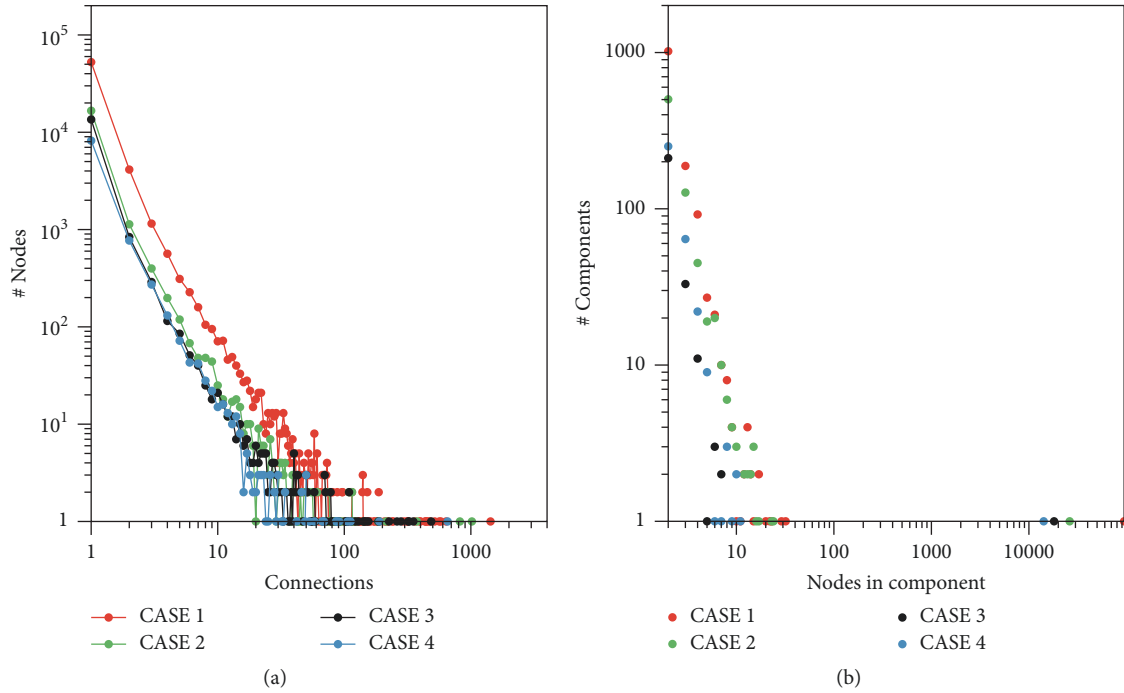 10^5
10^4
10^3
10^2
10^1
1
# Nodes
1
10
100
1000
Connections
CASE 1
CASE 2
CASE 3
CASE 4
(a)
1000
100
10
1
# Components
10
100
1000
10000
Nodes in component
CASE 1
CASE 2
CASE 3
CASE 4
(b)